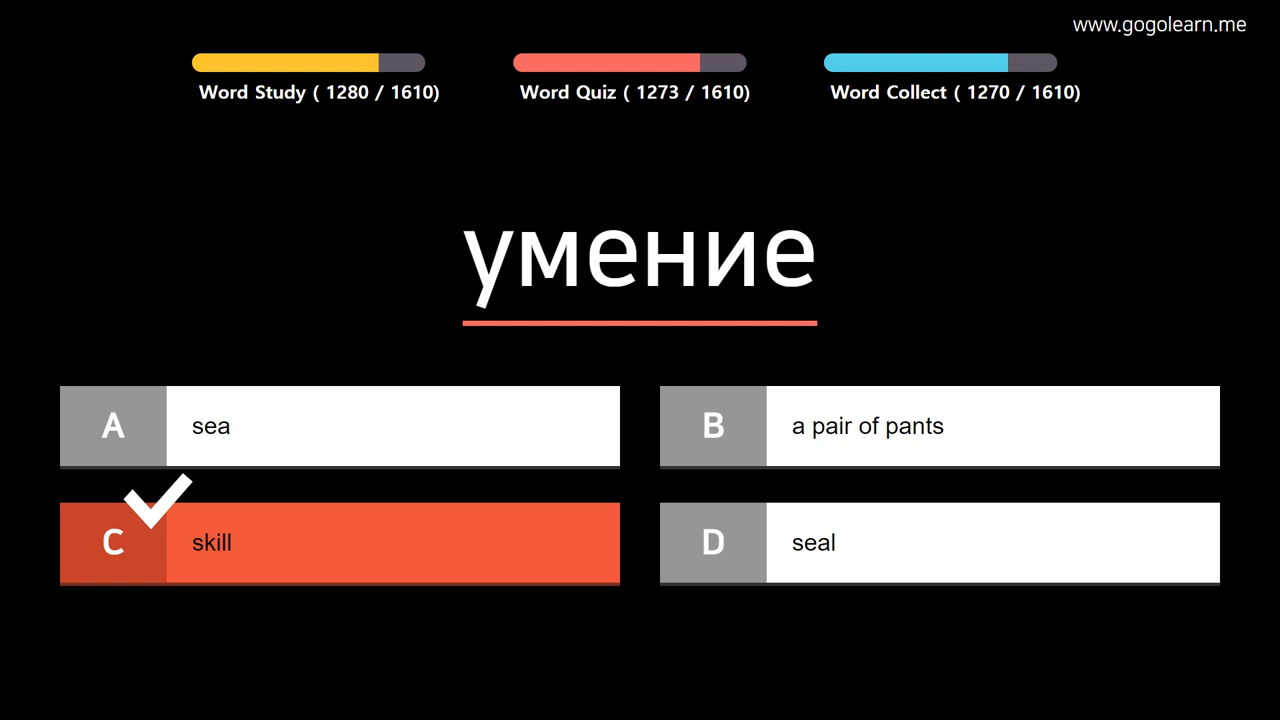 www.gogolearn.me
Word Study ( 1280 / 1610)
Word Quiz ( 1273 / 1610)
Word Collect ( 1270 / 1610)
умение
A sea
B a pair of pants
C skill
D seal